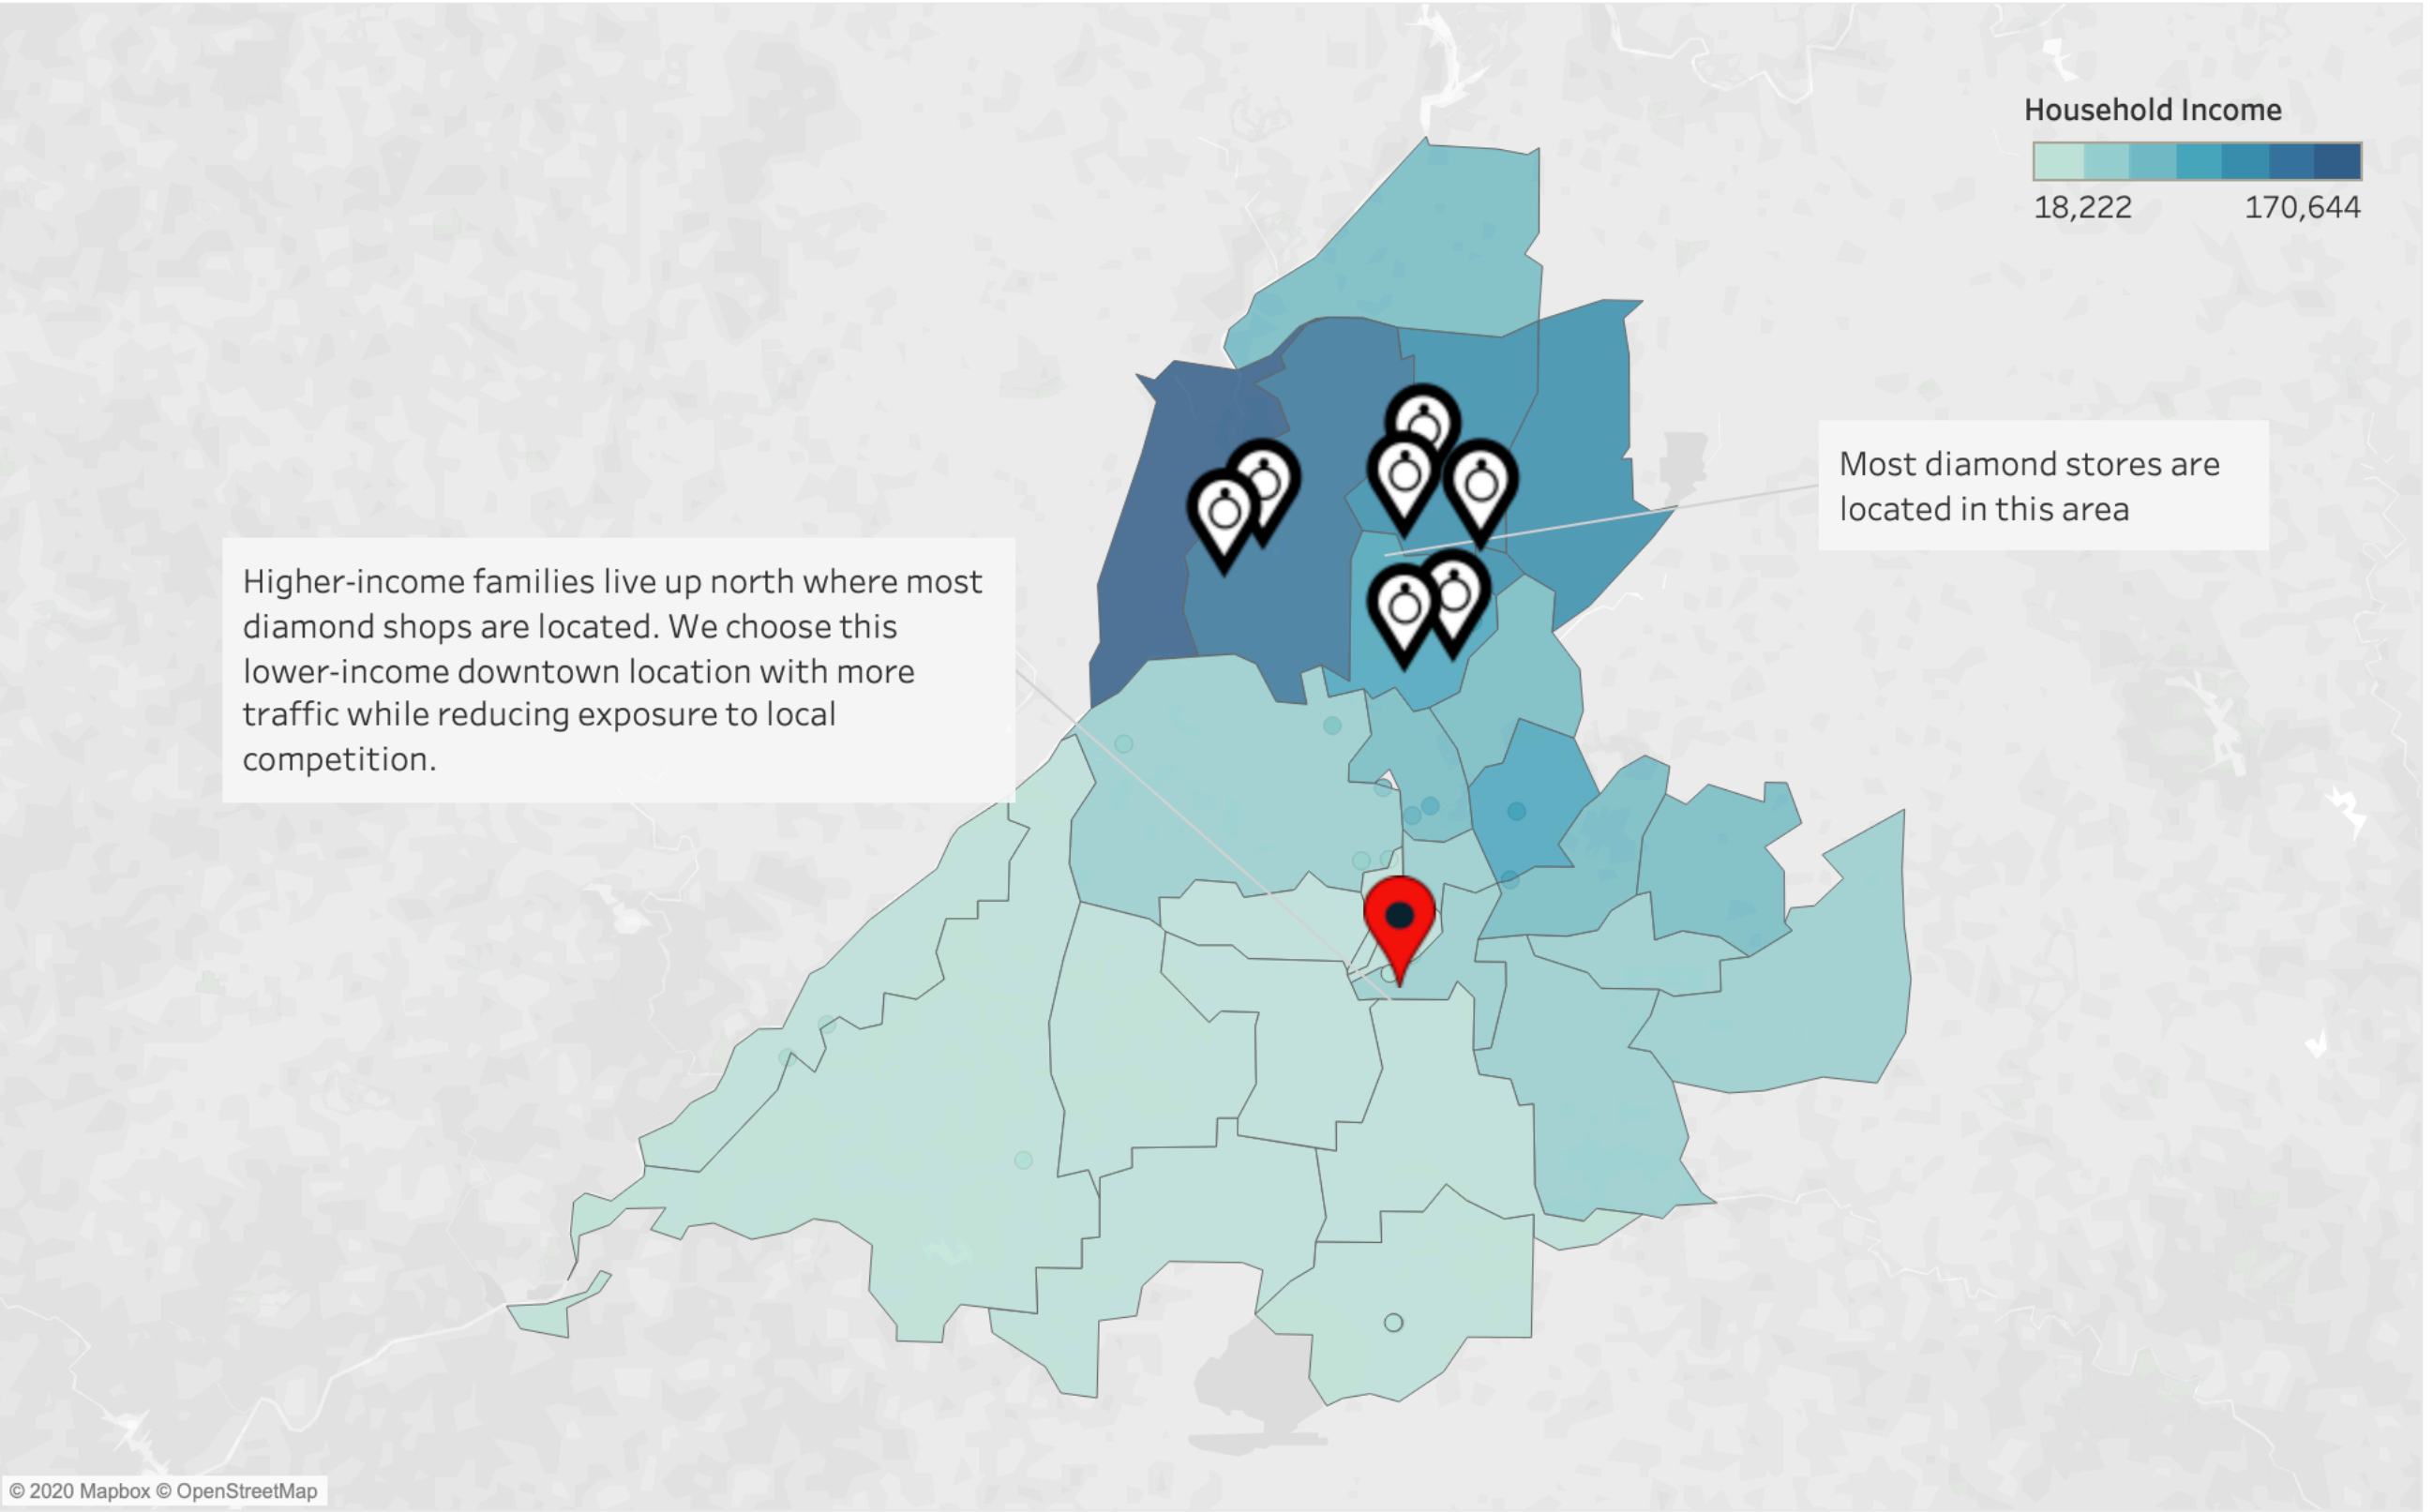 Household Income
18,222 170,644
Most diamond stores are
located in this area
Higher-income families live up north where most
diamond shops are located. We choose this
lower-income downtown location with more
traffic while reducing exposure to local
competition.
© 2020 Mapbox © OpenStreetMap